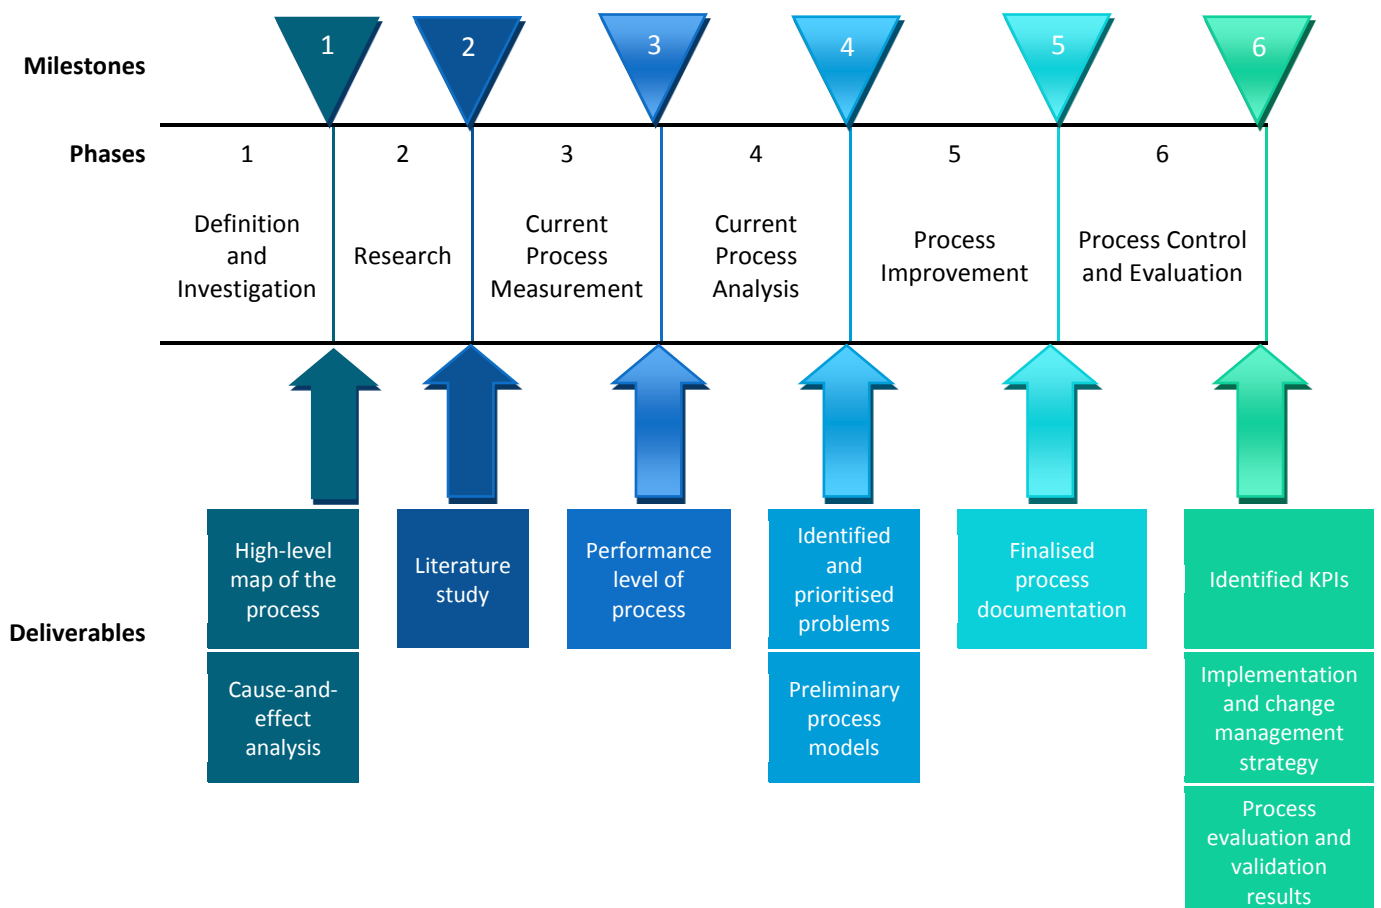 1
2
3
4
5
6
Milestones
Phases
1
2
3
4
5
6
Definition
and
Investigation
Research
Current
Process
Measurement
Current
Process
Analysis
Process
Improvement
Process Control
and Evaluation
Deliverables
High-level
map of the
process
Cause-and-
effect
analysis
Literature
study
Performance
level of
process
Identified
and
prioritised
problems
Preliminary
process
models
Finalised
process
documentation
Identified KPIs
Implementation
and change
management
strategy
Process
evaluation and
validation
results